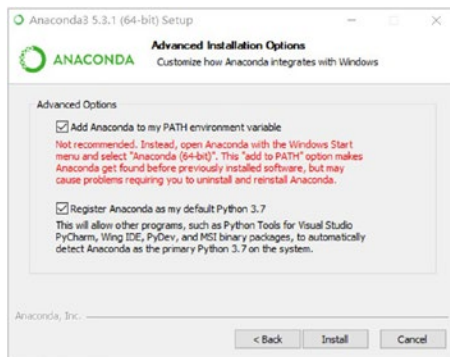 Anaconda3 5.3.1 (64-bit) Setup
ANACONDA
Advanced Installation Options
Customize how Anaconda integrates with Windows
Advanced Options
Add Anaconda to my PATH environment variable
Not recommended. Instead, open Anaconda with the Windows Start
menu and select "Anaconda (64-bit)". This "add to PATH" option makes
Anaconda get found before previously installed software, but may
cause problems requiring you to uninstall and reinstall Anaconda.
Register Anaconda as my default Python 3.7
This will allow other programs, such as Python Tools for Visual Studio
PyCharm, Wing IDE, PyDev, and MSI binary packages, to automatically
detect Anaconda as the primary Python 3.7 on the system.
Anaconda, Inc.
< Back Install Cancel